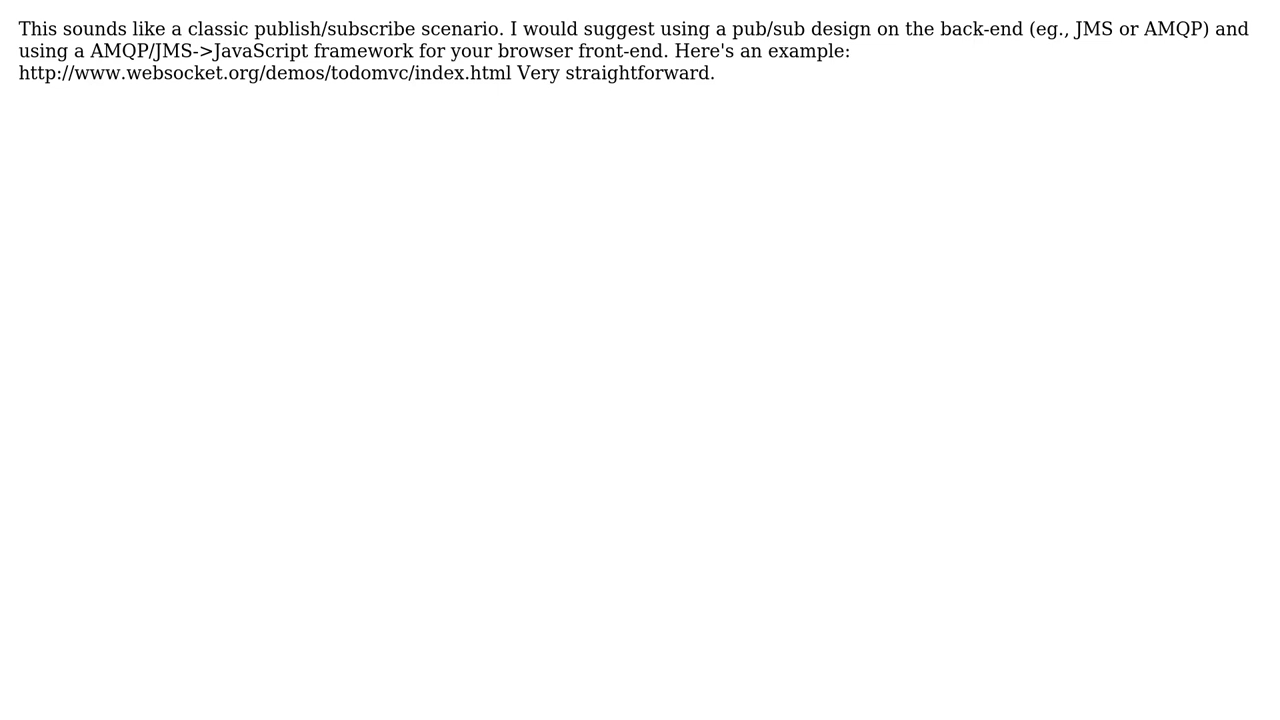 This sounds like a classic publish/subscribe scenario. I would suggest using a pub/sub design on the back-end (eg., JMS or AMQP) and
using a AMQP/JMS->JavaScript framework for your browser front-end. Here's an example:
http://www.websocket.org/demos/todomvc/index.html Very straightforward.